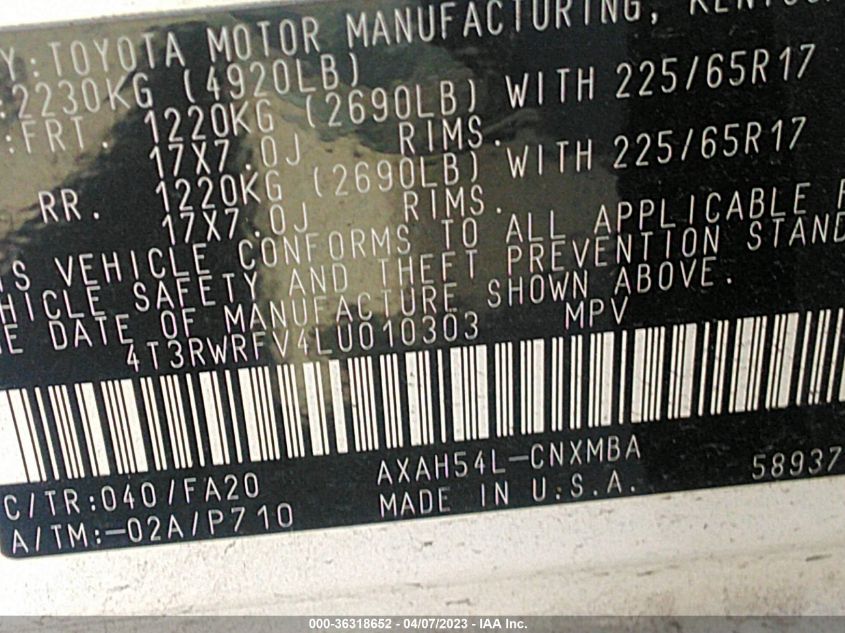 Y:TOYOTA MOTOR MANUFACTURING,
:2230KG (4920LB)
:FRT. 1220KG (2690LB) WITH 225/65R17
17X7.0J RIMS.
RR. 1220KG (2690LB) WITH 225/65R17
17X7.0J RIMS.
IS VEHICLE CONFORMS TO ALL APPLICABLE F
HICLE SAFETY AND THEFT PREVENTION STAND
E DATE OF MANUFACTURE SHOWN ABOVE.
4T3RWRFV4LU010303 MPV
C/TR:040/FA20 AXAH54L-CNXMBA 58937
A/TM:-02A/P710 MADE IN U.S.A.
000-36318652 - 04/07/2023 - IAA Inc.